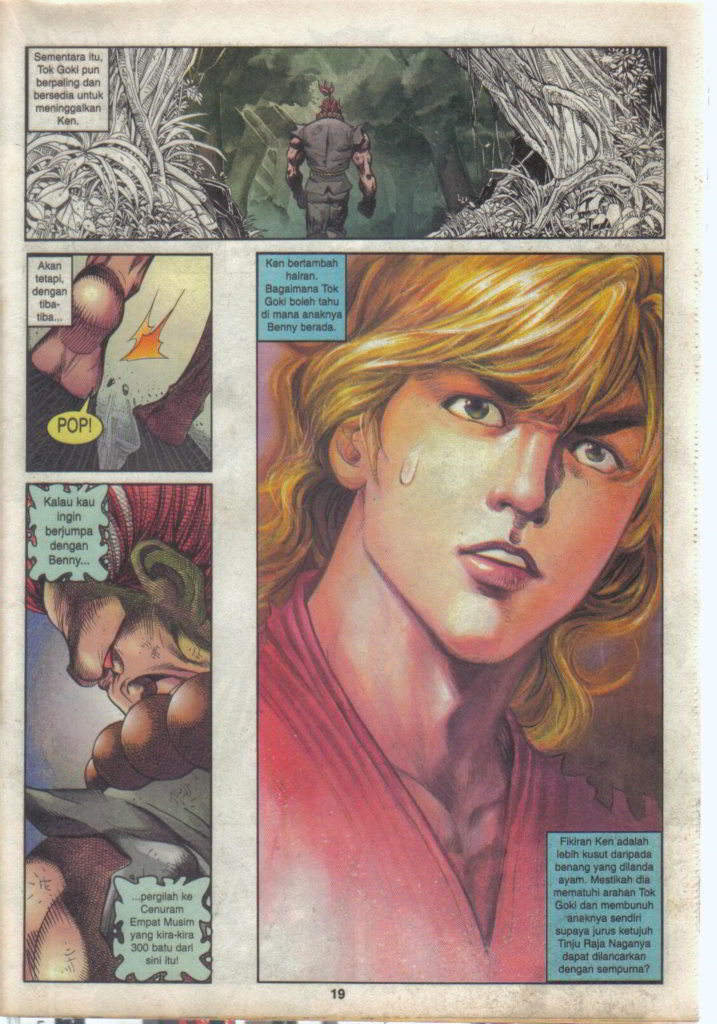 Sementara itu,
Tok Goki pun
berpaling dan
bersedia untuk
meninggalkan
Ken.
Akan
tetapi,
dengan
tiba-
tiba...
POP!
Kalau kau
ingin
berjumpa
dengan
Benny...
...pergilah ke
Cenuram
Empat Musim
yang kira-kira
300 batu dari
sini itu!
Ken bertambah
hairan.
Bagaimana Tok
Goki boleh tahu
di mana anaknya
Benny berada.
Fikiran Ken adalah
lebih kusut daripada
benang yang dilanda
ayam. Mestikah dia
mematuhi arahan Tok
Goki dan membunuh
anaknya sendiri
supaya jurus ketujuh
Tinju Raja Naganya
dapat dilancarkan
dengan sempurna?
19